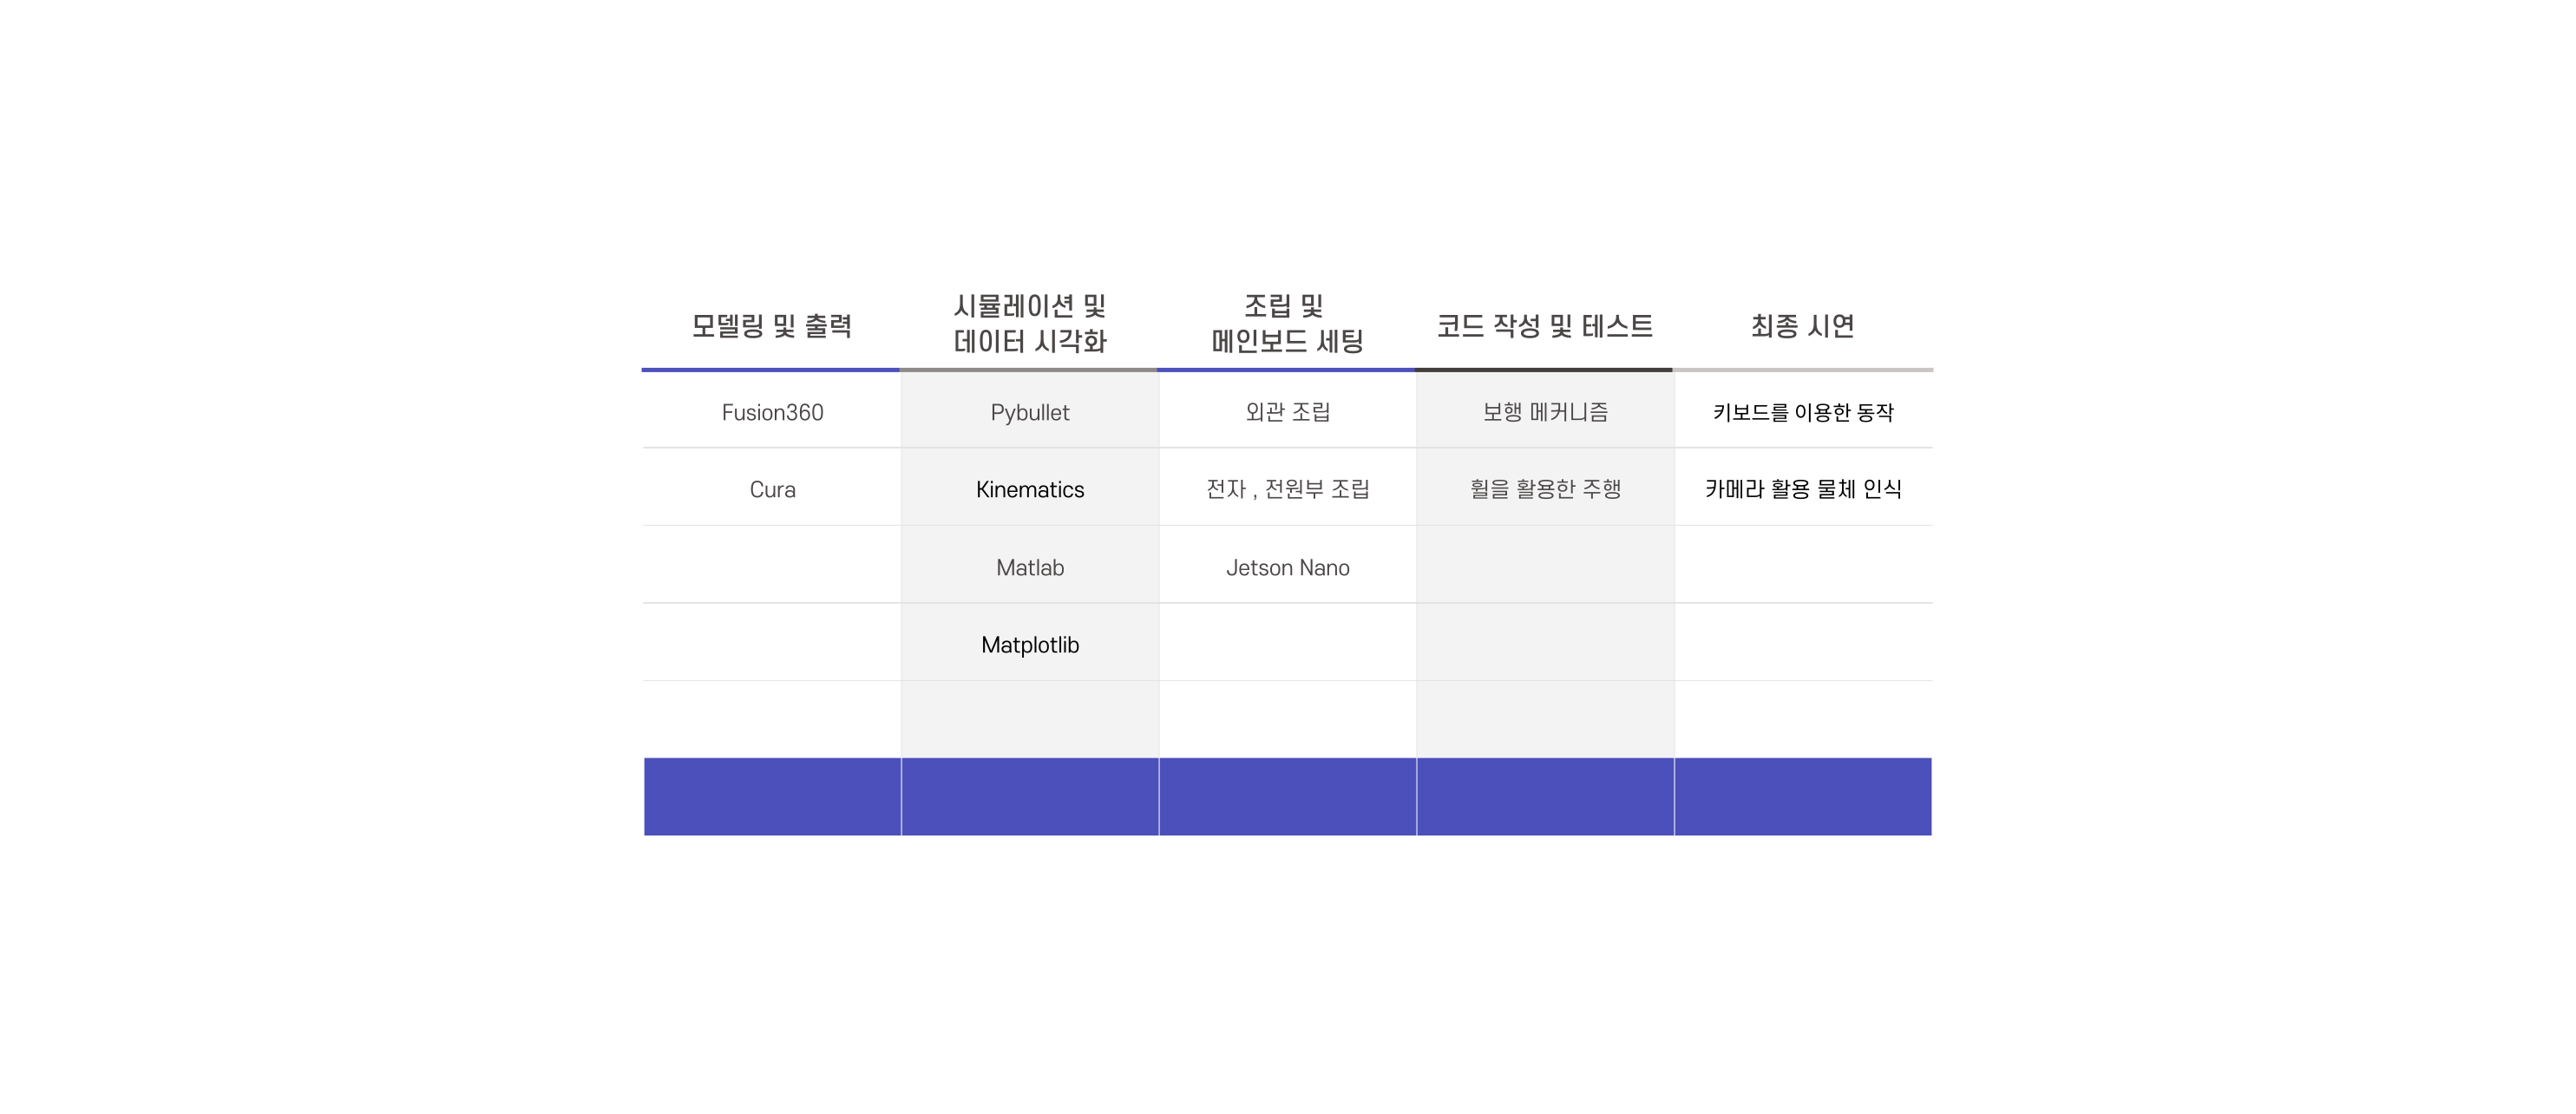 모델링 및 출력
시뮬레이션 및
데이터 시각화
조립 및
메인보드 세팅
코드 작성 및 테스트
최종 시연
Fusion360
Pybullet
외관 조립
보행 메커니즘
키보드를 이용한 동작
Cura
Kinematics
전자 , 전원부 조립
휠을 활용한 주행
카메라 활용 물체 인식
Matlab
Jetson Nano
Matplotlib